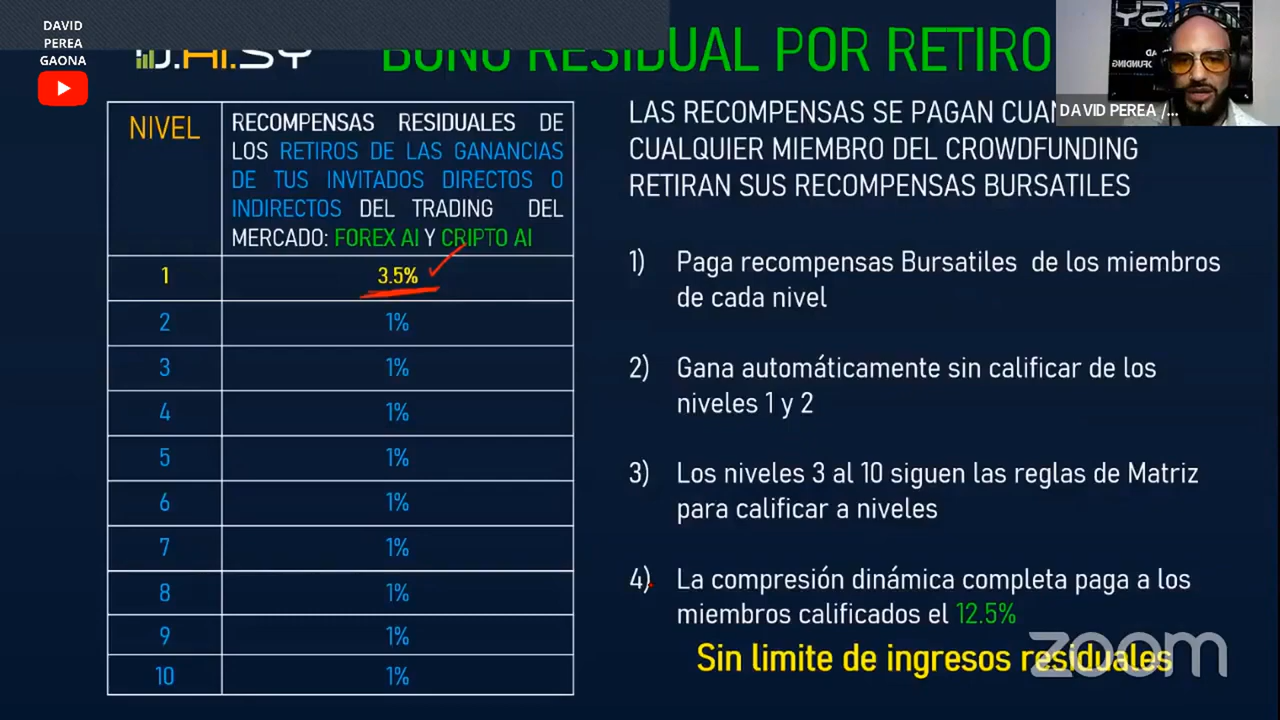 DAVID
PEREA
GAONA
D.AI.SY
BONO RESIDUAL POR RETIRO
DAVID PEREA /...
NIVEL
RECOMPENSAS RESIDUALES DE
LOS RETIROS DE LAS GANANCIAS
DE TUS INVITADOS DIRECTOS O
INDIRECTOS DEL TRADING DEL
MERCADO: FOREX AI Y CRIPTO AI
1 3.5%
2 1%
3 1%
4 1%
5 1%
6 1%
7 1%
8 1%
9 1%
10 1%
LAS RECOMPENSAS SE PAGAN
CUALQUIER MIEMBRO DEL CROWDFUNDING
RETIRAN SUS RECOMPENSAS BURSATILES
1) Paga recompensas Bursatiles de los miembros
de cada nivel
2) Gana automáticamente sin calificar de los
niveles 1 y 2
3) Los niveles 3 al 10 siguen las reglas de Matriz
para calificar a niveles
4) La compresión dinámica completa paga a los
miembros calificados el 12.5%
Sin limite de ingresos residuales
zoom